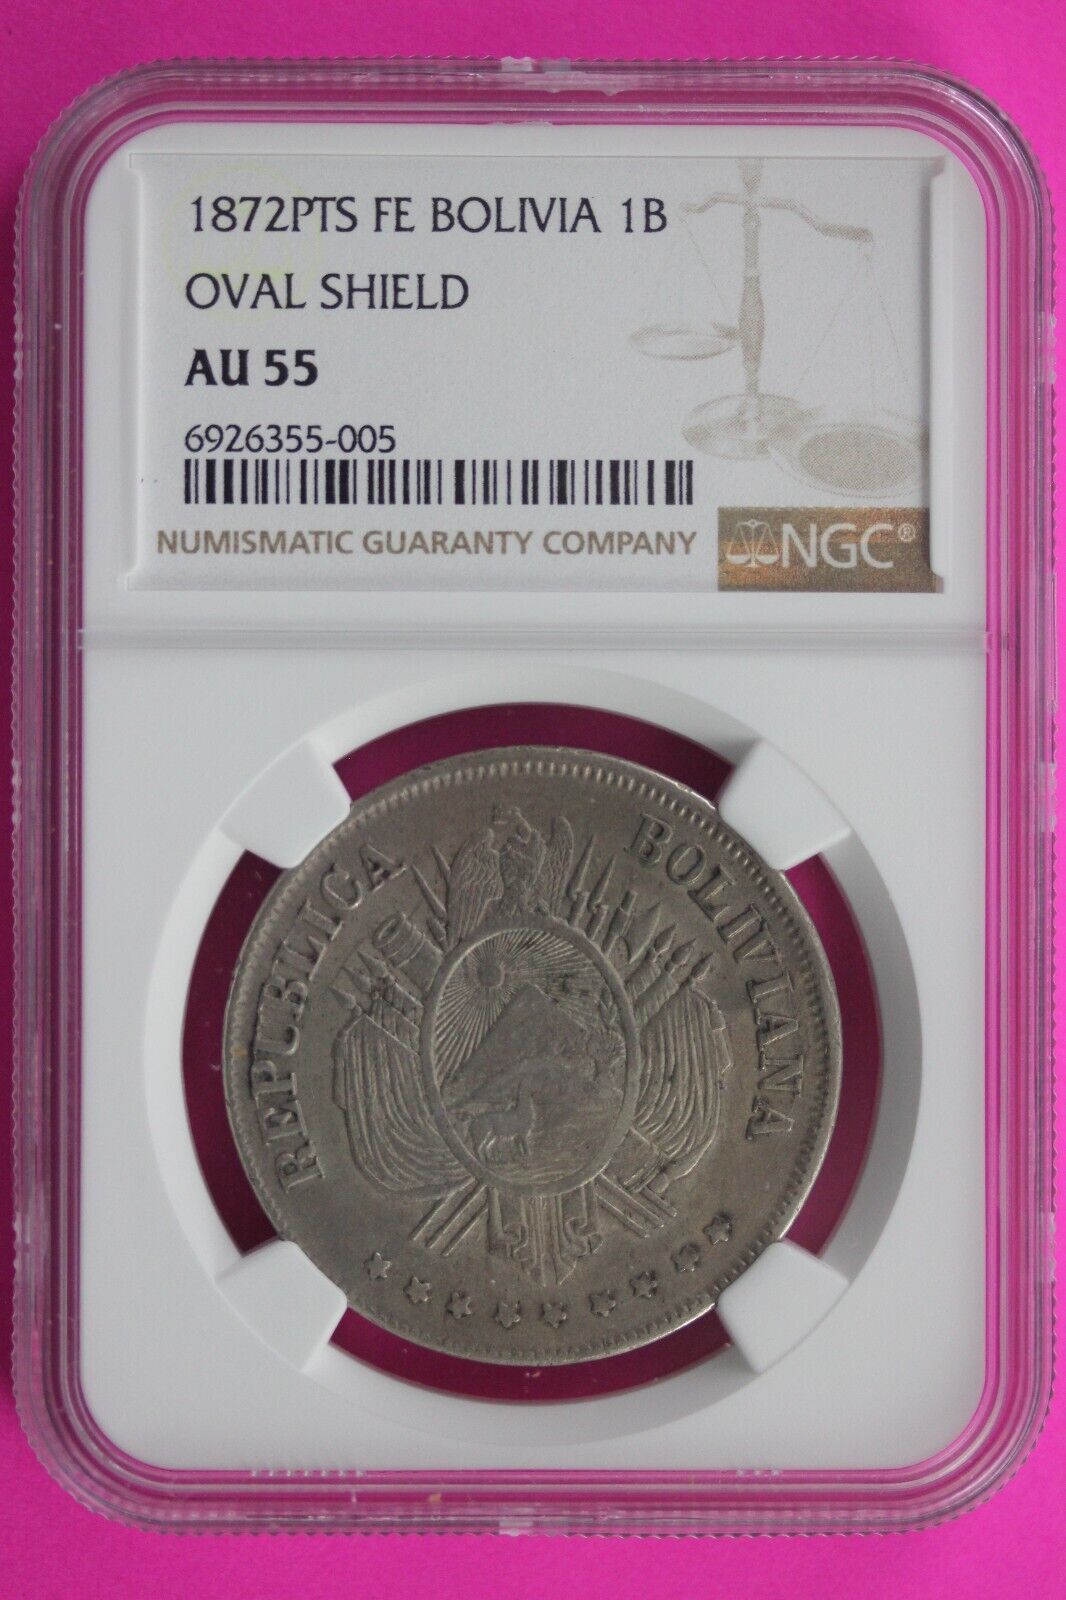 1872PTS FE BOLIVIA 1B
OVAL SHIELD
AU 55
6926355-005
NUMISMATIC GUARANTY COMPANY
NGC®
REPUBLICA BOLIVIANA